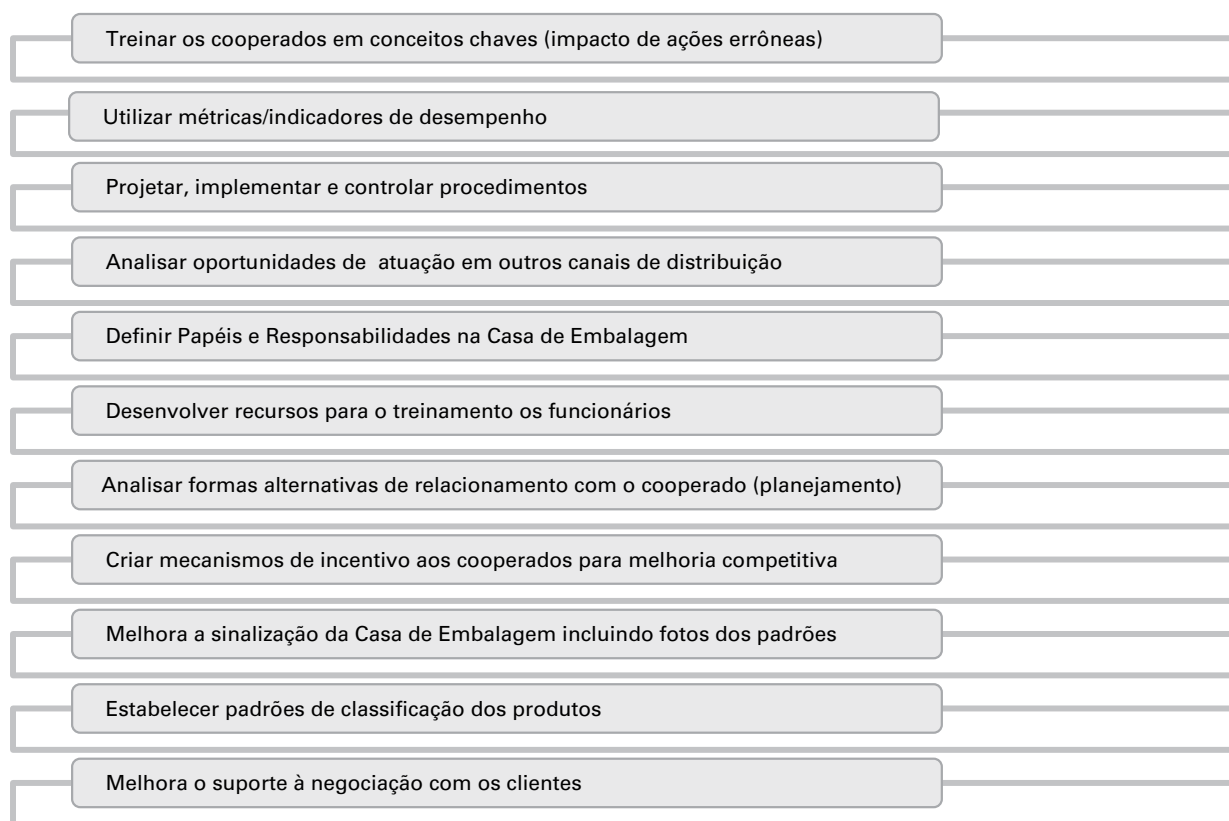 Treinar os cooperados em conceitos chaves (impacto de ações errôneas)
Utilizar métricas/indicadores de desempenho
Projetar, implementar e controlar procedimentos
Analisar oportunidades de atuação em outros canais de distribuição
Definir Papéis e Responsabilidades na Casa de Embalagem
Desenvolver recursos para o treinamento os funcionários
Analisar formas alternativas de relacionamento com o cooperado (planejamento)
Criar mecanismos de incentivo aos cooperados para melhoria competitiva
Melhora a sinalização da Casa de Embalagem incluindo fotos dos padrões
Estabelecer padrões de classificação dos produtos
Melhora o suporte à negociação com os clientes